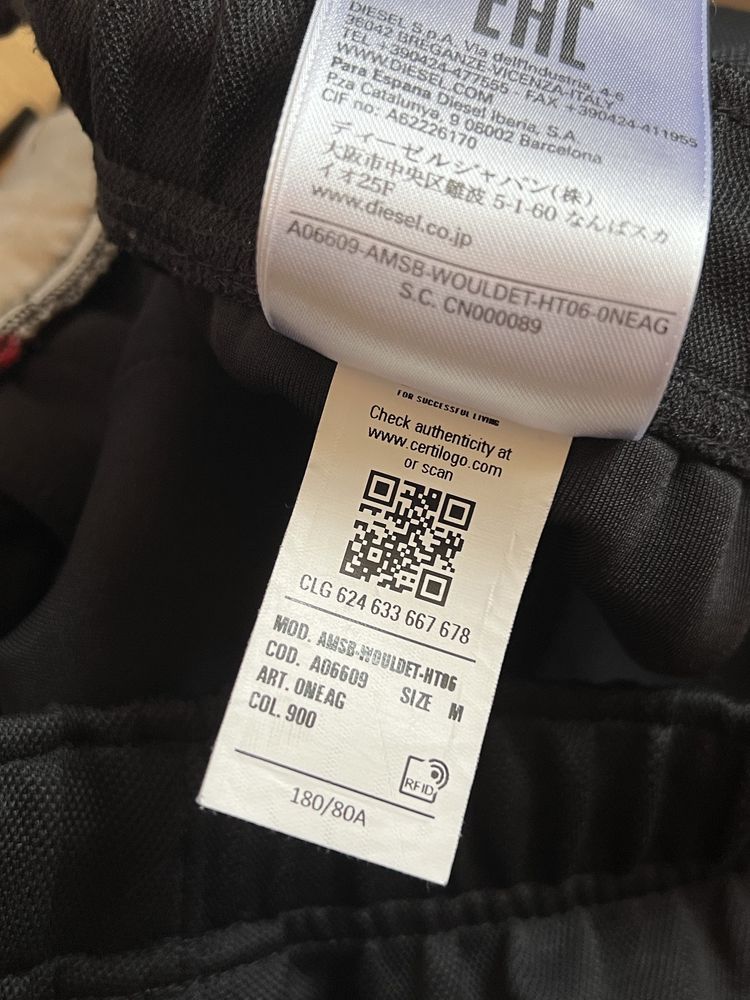 EAC
DIESEL S.p.A. Via dell'Industria, 4-6
36042 BREGANZE-VICENZA-ITALY
TEL +390424-477555 - FAX +390424-411955
WWW.DIESEL.COM
Para Espana Diesel Iberia, S.A.
Pza Catalunya, 9 08002 Barcelona
CIF no: A62226170
ディーゼルジャパン(株)
大阪市中央区難波 5-1-60 なんばスカ
イオ25F
www.diesel.co.jp
A06609-AMSB-WOULDET-HT06-0NEAG
S.C. CN000089
FOR SUCCESSFUL LIVING
Check authenticity at
www.certilogo.com
or scan
CLG 624 633 667 678
MOD. AMSB-WOULDET-HT06
COD. A06609 SIZE M
ART. 0NEAG
COL. 900
RFID
180/80A